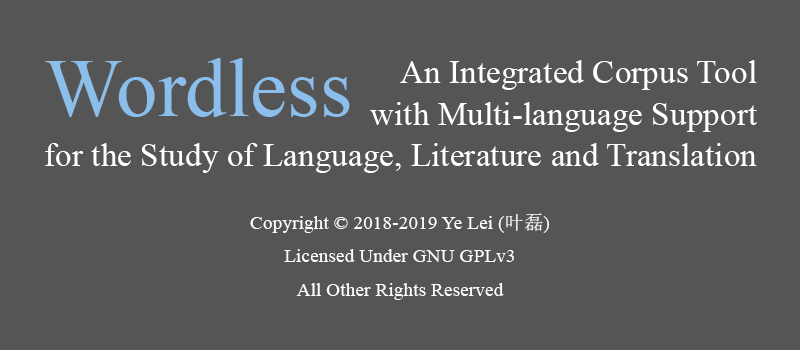 Wordless
An Integrated Corpus Tool
with Multi-language Support
for the Study of Language, Literature and Translation
Copyright © 2018-2019 Ye Lei (叶磊)
Licensed Under GNU GPLv3
All Other Rights Reserved